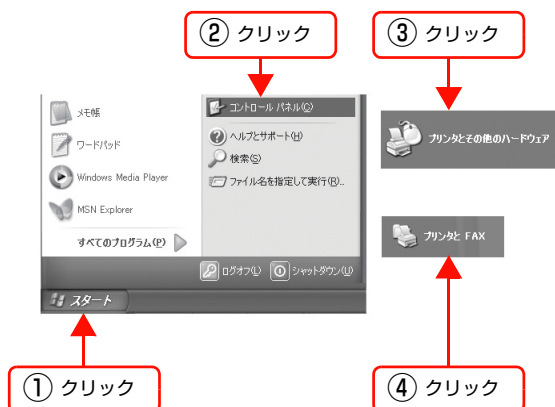 ② クリック
③ クリック
メモ帳
ワードパッド
Windows Media Player
MSN Explorer
すべてのプログラム(P)
コントロール パネル(C)
ヘルプとサポート(H)
検索(S)
ファイル名を指定して実行(R)...
ログオフ(L)
シャットダウン(U)
スタート
プリンタとその他のハードウェア
プリンタと FAX
① クリック
④ クリック